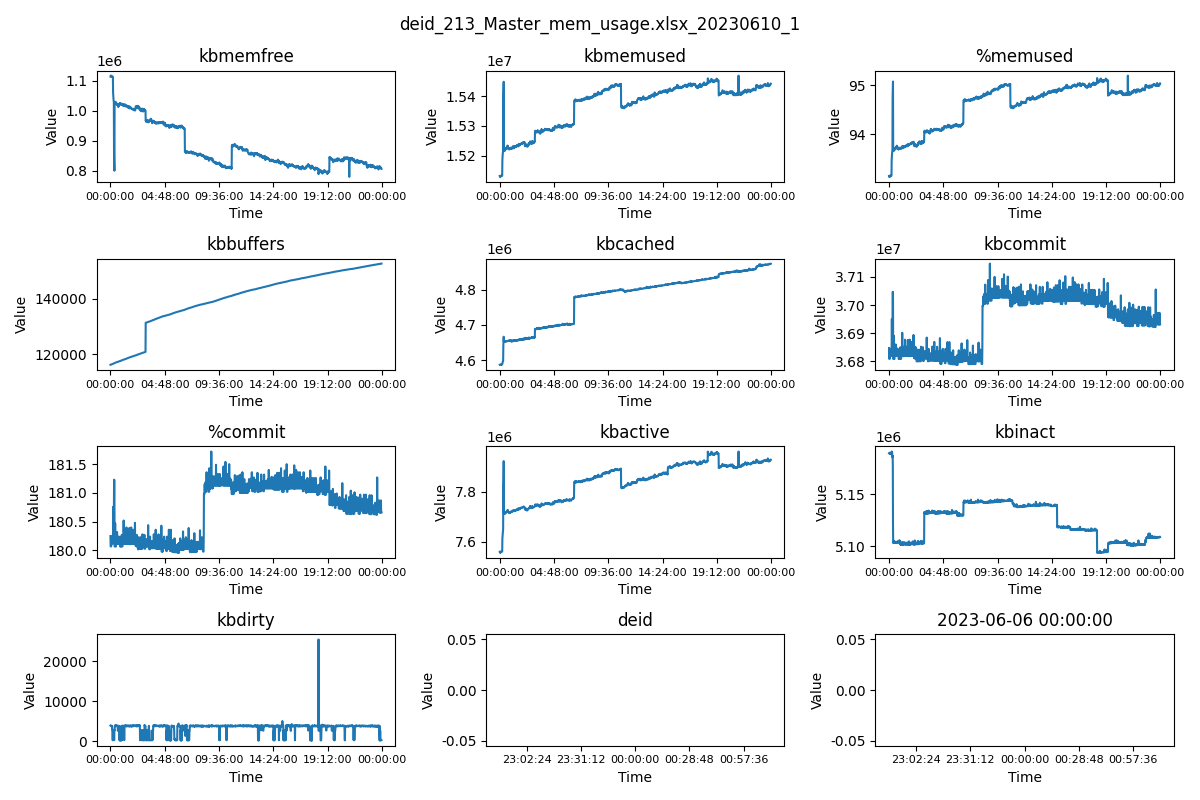 deid_213_Master_mem_usage.xlsx_20230610_1
kbmemfree kbmemused %memused
1e6 1e7
1.1 1.0 0.9 0.8 Value
1.54 1.53 1.52 Value
95 94 Value
00:00:00 04:48:00 09:36:00 14:24:00 19:12:00 00:00:00
00:00:00 04:48:00 09:36:00 14:24:00 19:12:00 00:00:00
00:00:00 04:48:00 09:36:00 14:24:00 19:12:00 00:00:00
Time Time Time
kbbuffers kbcached kbcommit
1e6 1e7
140000 120000 Value
4.8 4.7 4.6 Value
3.71 3.70 3.69 3.68 Value
00:00:00 04:48:00 09:36:00 14:24:00 19:12:00 00:00:00
00:00:00 04:48:00 09:36:00 14:24:00 19:12:00 00:00:00
00:00:00 04:48:00 09:36:00 14:24:00 19:12:00 00:00:00
Time Time Time
%commit kbactive kbinact
1e6 1e6
181.5 181.0 180.5 180.0 Value
7.8 7.6 Value
5.15 5.10 Value
00:00:00 04:48:00 09:36:00 14:24:00 19:12:00 00:00:00
00:00:00 04:48:00 09:36:00 14:24:00 19:12:00 00:00:00
00:00:00 04:48:00 09:36:00 14:24:00 19:12:00 00:00:00
Time Time Time
kbdirty deid 2023-06-06 00:00:00
20000 10000 0 Value
0.05 0.00 -0.05 Value
0.05 0.00 -0.05 Value
00:00:00 04:48:00 09:36:00 14:24:00 19:12:00 00:00:00
23:02:24 23:31:12 00:00:00 00:28:48 00:57:36
23:02:24 23:31:12 00:00:00 00:28:48 00:57:36
Time Time Time